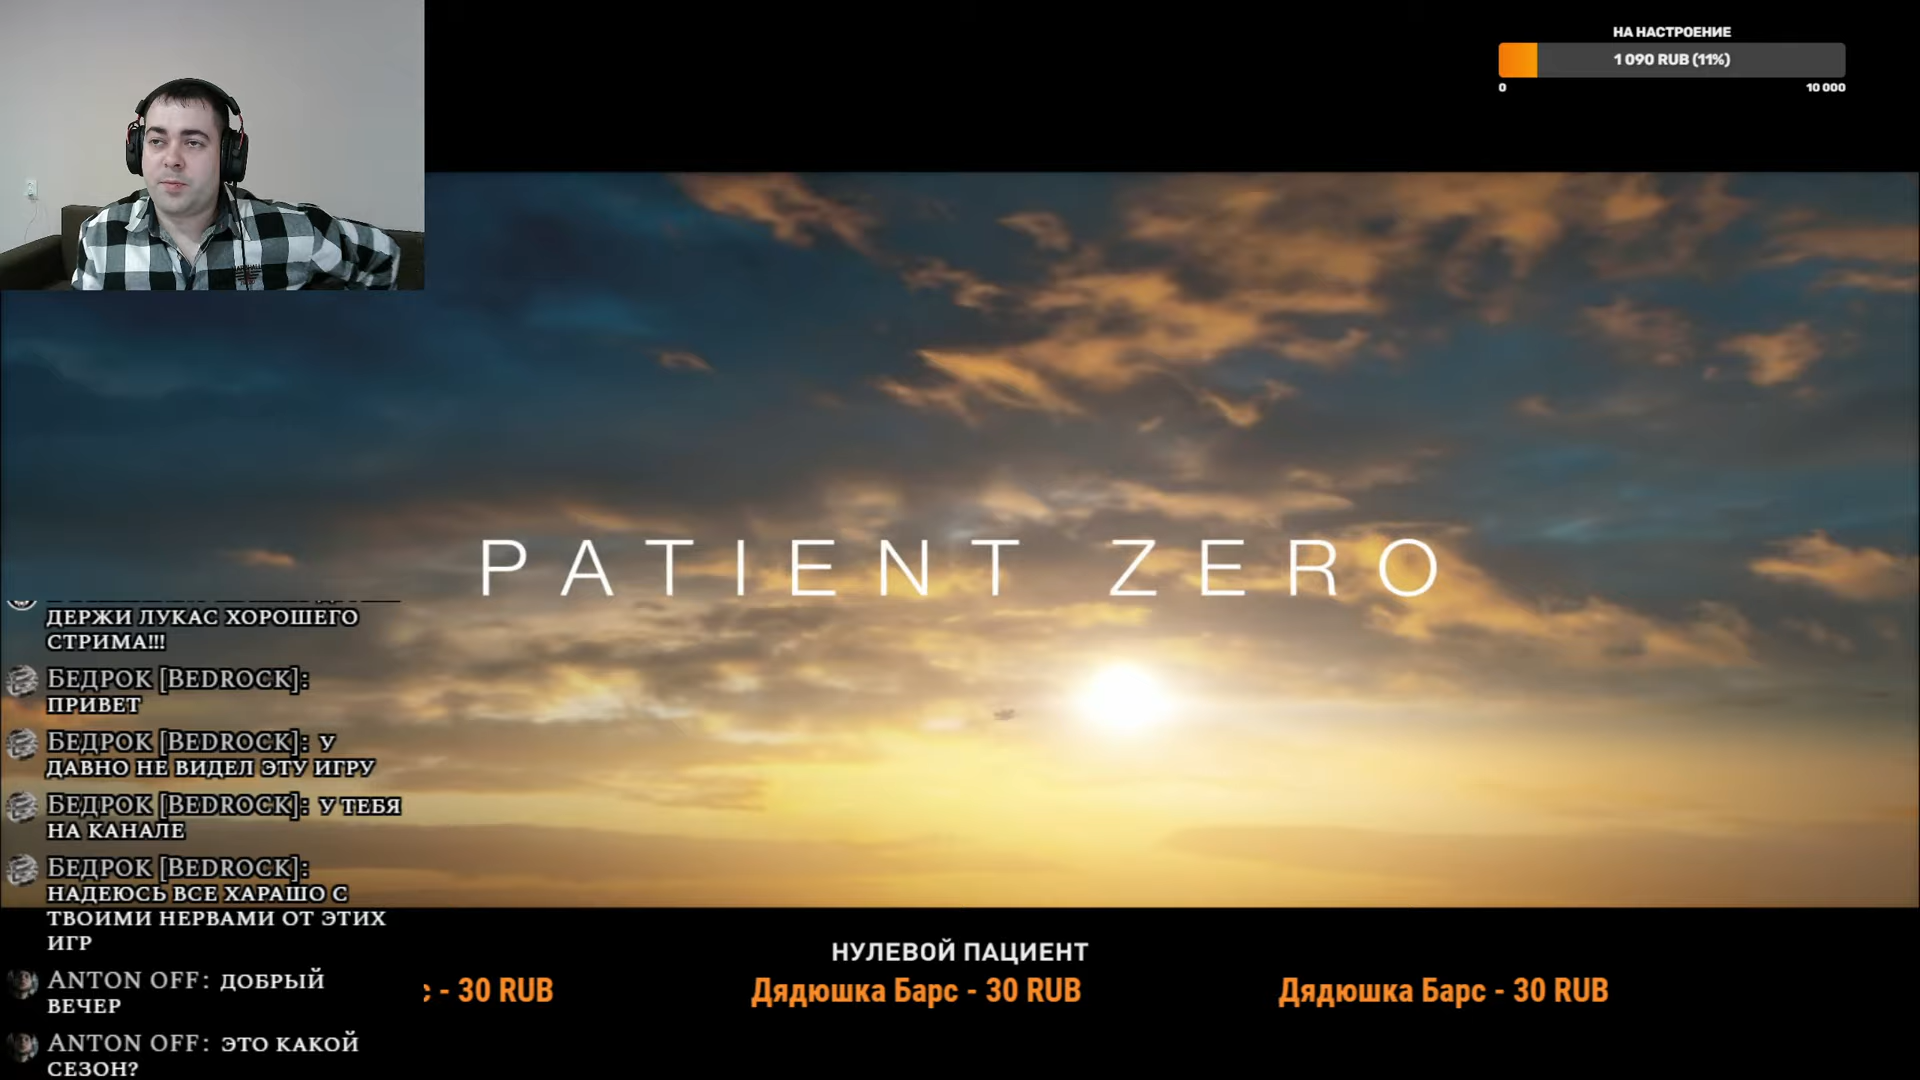 НА НАСТРОЕНИЕ
1 090 RUB (11%)
0
10 000
PATIENT ZERO
ДЕРЖИ ЛУКАС ХОРОШЕГО
СТРИМА!!!
БЕДРОК [BEDROCK]:
ПРИВЕТ
БЕДРОК [BEDROCK]: У
ДАВНО НЕ ВИДЕЛ ЭТУ ИГРУ
БЕДРОК [BEDROCK]: У ТЕБЯ
НА КАНАЛЕ
БЕДРОК [BEDROCK]:
НАДЕЮСЬ ВСЕ ХАРАШО С
ТВОИМИ НЕРВАМИ ОТ ЭТИХ
ИГР
ANTON OFF: ДОБРЫЙ
ВЕЧЕР
ANTON OFF: ЭТО КАКОЙ
СЕЗОН?
НУЛЕВОЙ ПАЦИЕНТ
с - 30 RUB
Дядюшка Барс - 30 RUB
Дядюшка Барс - 30 RUB